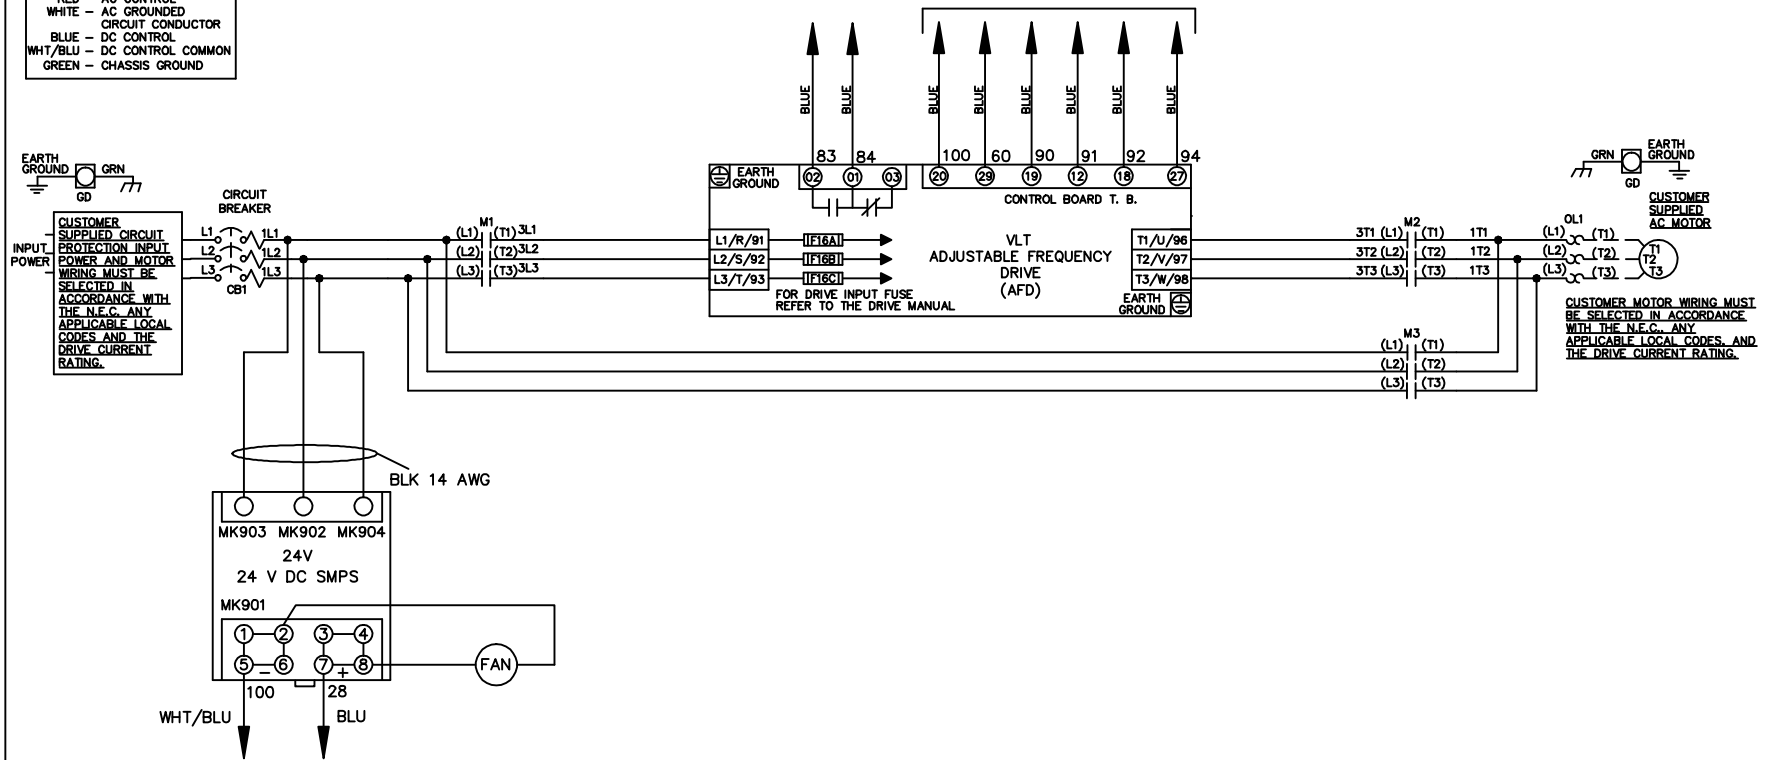 WHITE – AC GROUNDED
CIRCUIT CONDUCTOR
BLUE – DC CONTROL
WHT/BLU – DC CONTROL COMMON
GREEN – CHASSIS GROUND
BLUE
BLUE
BLUE
BLUE
BLUE
BLUE
BLUE
BLUE
83
84
100
60
90
91
92
94
02
01
03
20
29
19
12
18
27
EARTH
GROUND
CONTROL BOARD T. B.
EARTH
GROUND
GRN
GD
CIRCUIT
BREAKER
INPUT
POWER
CUSTOMER
SUPPLIED CIRCUIT
PROTECTION INPUT
POWER AND MOTOR
WIRING MUST BE
SELECTED IN
ACCORDANCE WITH
THE N.E.C. ANY
APPLICABLE LOCAL
CODES AND THE
DRIVE CURRENT
RATING.
L1
1L1
L2
1L2
L3
1L3
CB1
M1
(L1) (T1) 3L1
(L2) (T2) 3L2
(L3) (T3) 3L3
L1/R/91
L2/S/92
L3/T/93
F16A
F16B
F16C
FOR DRIVE INPUT FUSE
REFER TO THE DRIVE MANUAL
VLT
ADJUSTABLE FREQUENCY
DRIVE
(AFD)
T1/U/96
T2/V/97
T3/W/98
EARTH
GROUND
M2
3T1 (L1) (T1) 1T1
3T2 (L2) (T2) 1T2
3T3 (L3) (T3) 1T3
M3
(L1) (T1)
(L2) (T2)
(L3) (T3)
OL1
(L1) (T1)
(L2) (T2)
(L3) (T3)
T1
T2
T3
GRN
EARTH
GROUND
GD
CUSTOMER
SUPPLIED
AC MOTOR
CUSTOMER MOTOR WIRING MUST
BE SELECTED IN ACCORDANCE
WITH THE N.E.C., ANY
APPLICABLE LOCAL CODES, AND
THE DRIVE CURRENT RATING.
BLK 14 AWG
MK903 MK902 MK904
24V
24 V DC SMPS
MK901
1 2 3 4
5 – 6 7 + 8
FAN
100
28
WHT/BLU
BLU